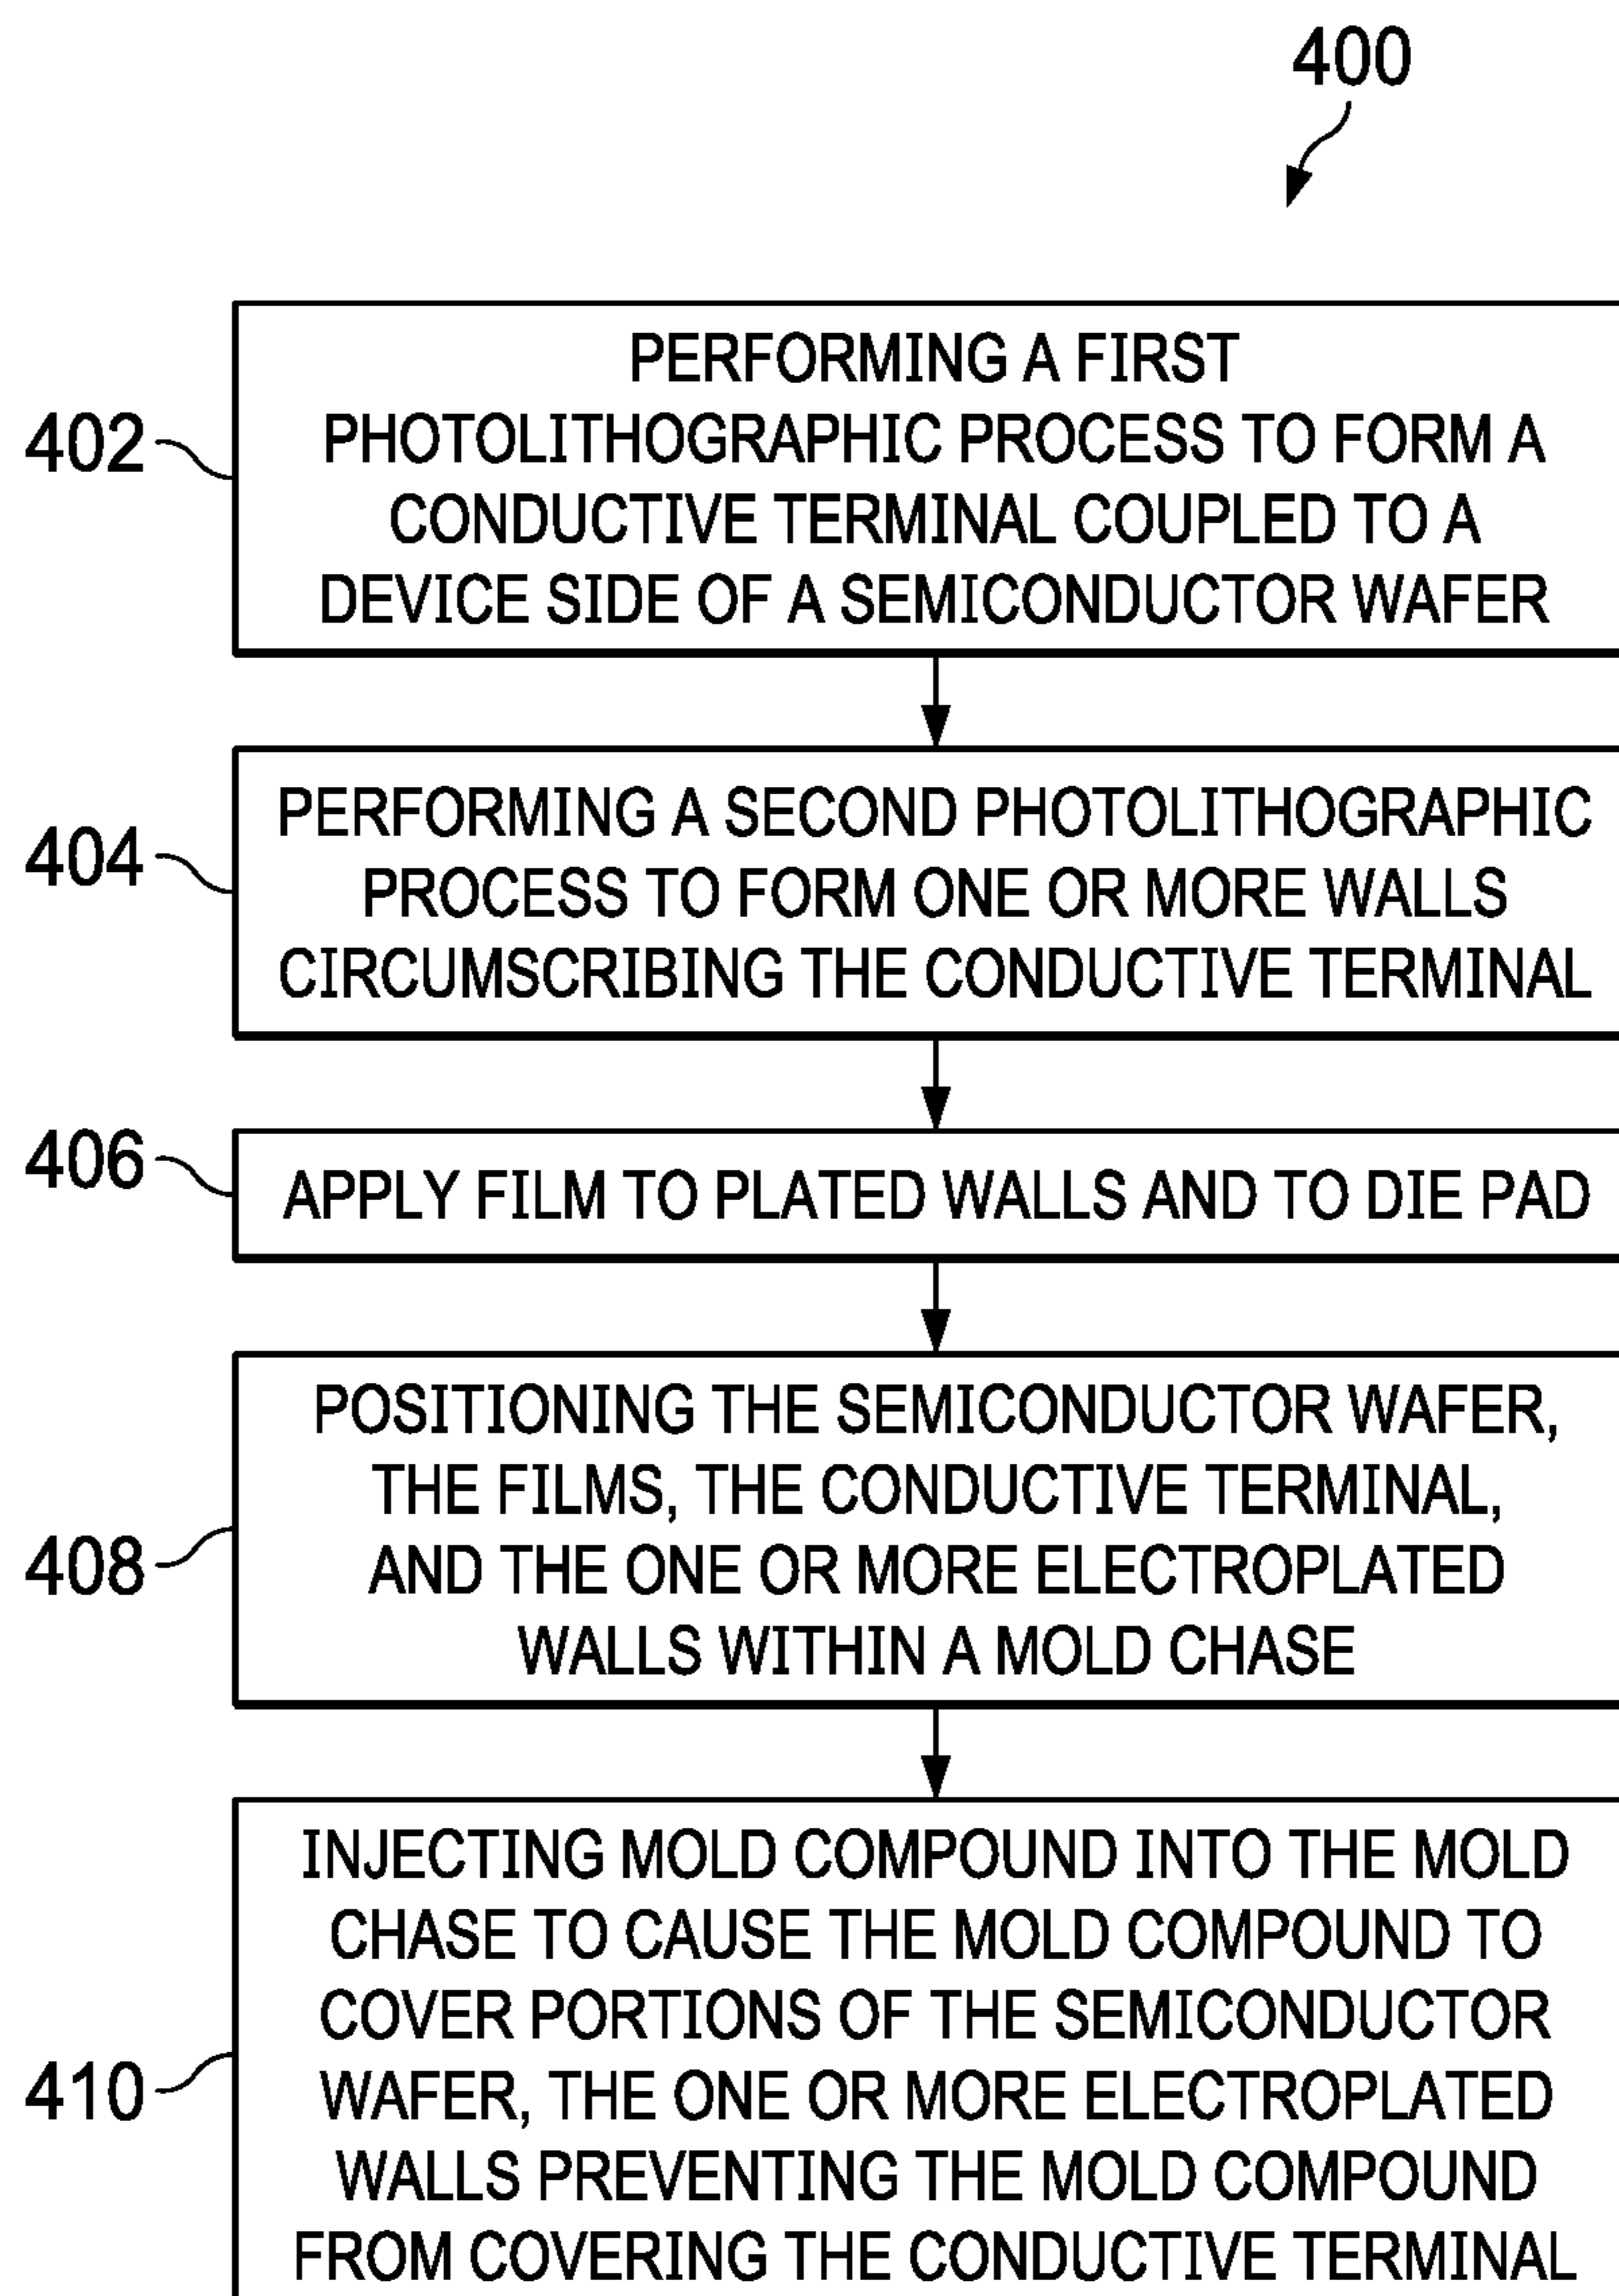 400
402
PERFORMING A FIRST
PHOTOLITHOGRAPHIC PROCESS TO FORM A
CONDUCTIVE TERMINAL COUPLED TO A
DEVICE SIDE OF A SEMICONDUCTOR WAFER
404
PERFORMING A SECOND PHOTOLITHOGRAPHIC
PROCESS TO FORM ONE OR MORE WALLS
CIRCUMSCRIBING THE CONDUCTIVE TERMINAL
406
APPLY FILM TO PLATED WALLS AND TO DIE PAD
408
POSITIONING THE SEMICONDUCTOR WAFER,
THE FILMS, THE CONDUCTIVE TERMINAL,
AND THE ONE OR MORE ELECTROPLATED
WALLS WITHIN A MOLD CHASE
410
INJECTING MOLD COMPOUND INTO THE MOLD
CHASE TO CAUSE THE MOLD COMPOUND TO
COVER PORTIONS OF THE SEMICONDUCTOR
WAFER, THE ONE OR MORE ELECTROPLATED
WALLS PREVENTING THE MOLD COMPOUND
FROM COVERING THE CONDUCTIVE TERMINAL